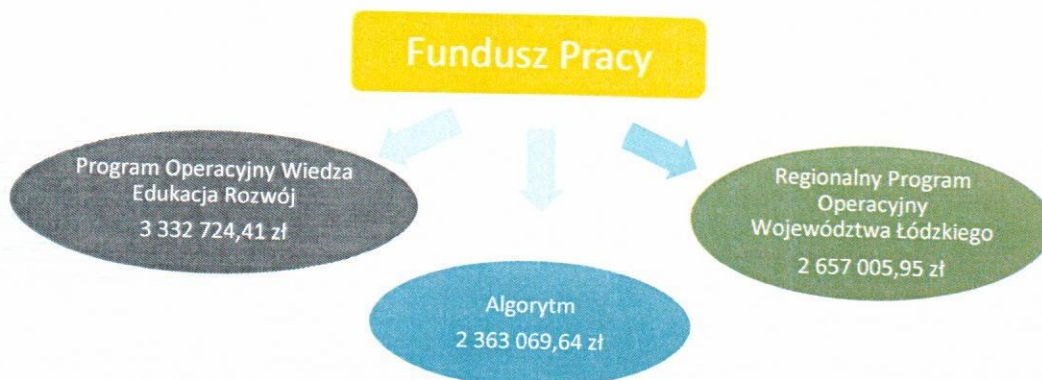 Fundusz Pracy
Program Operacyjny Wiedza
Edukacja Rozwój
3 332 724,41 zł
Algorytm
2 363 069,64 zł
Regionalny Program
Operacyjny
Województwa Łódzkiego
2 657 005,95 zł